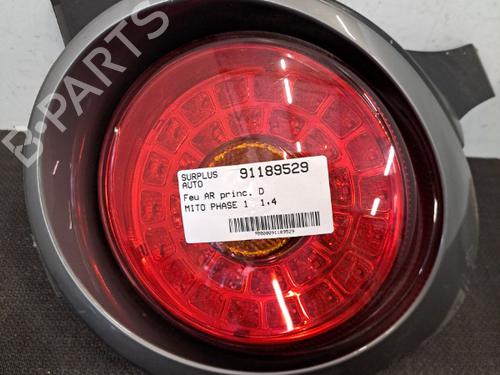 B-PARTS
SURPLUS AUTO 91189529
Feu AR princ. D
MITO PHASE 1 1.4